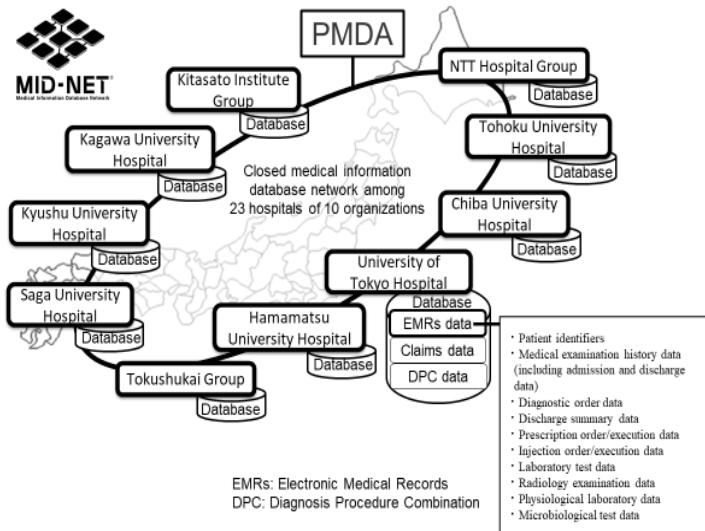 MID-NET®
Medical Information Database Network
PMDA
NTT Hospital Group
Database
Kitasato Institute
Group
Database
Tohoku University
Hospital
Database
Kagawa University
Hospital
Database
Closed medical information
database network among
23 hospitals of 10 organizations
Chiba University
Hospital
Database
Kyushu University
Hospital
Database
University of
Tokyo Hospital
Database
EMRs data
Claims data
DPC data
Saga University
Hospital
Database
Hamamatsu
University Hospital
Database
Tokushukai Group
Database
・Patient identifiers
・Medical examination history data
(including admission and discharge
data)
・Diagnostic order data
・Discharge summary data
・Prescription order/execution data
・Injection order/execution data
・Laboratory test data
・Radiology examination data
・Physiological laboratory data
・Microbiological test data
EMRs: Electronic Medical Records
DPC: Diagnosis Procedure Combination